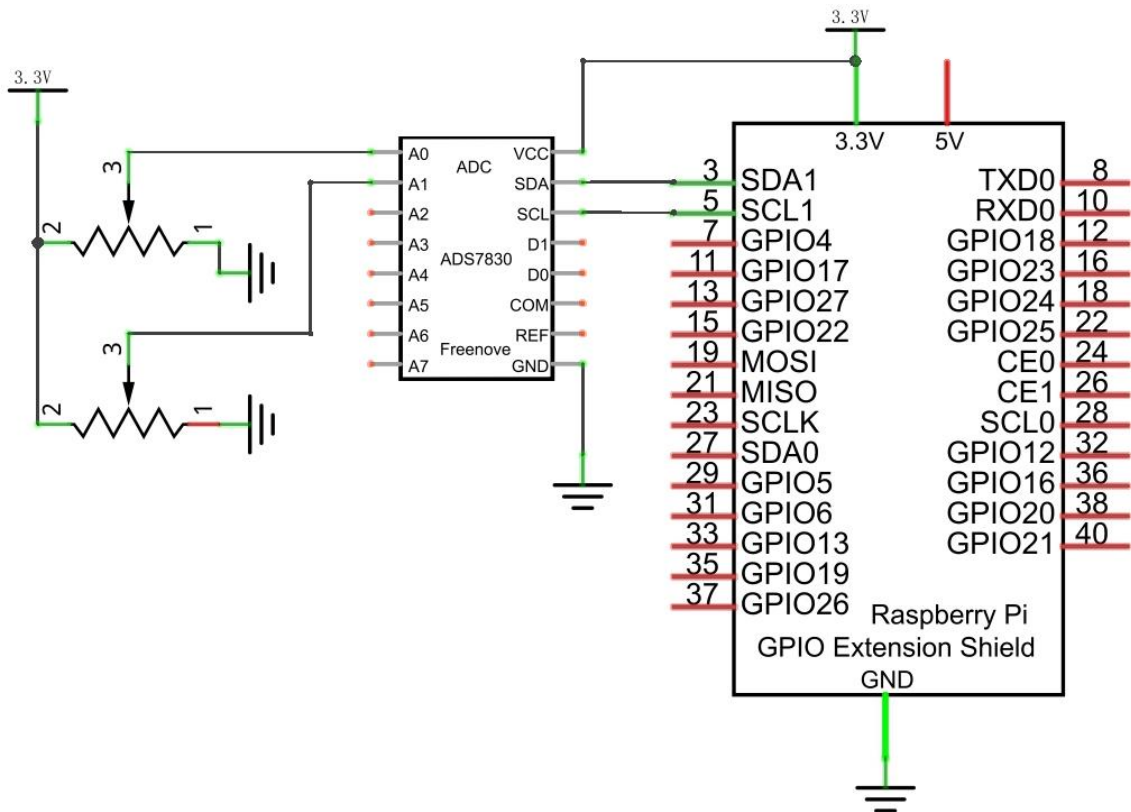 3.3V
3.3V
3.3V
5V
3
A0
ADC
VCC
3
SDA1
TXD0
8
A1
SDA
5
SCL1
RXD0
10
2
1
A2
SCL
7
GPIO4
GPIO18
12
A3
D1
11
GPIO17
GPIO23
16
A4
ADS7830
D0
13
GPIO27
GPIO24
18
A5
COM
15
GPIO22
GPIO25
22
3
A6
REF
19
MOSI
CE0
24
A7
Freenove
GND
21
MISO
CE1
26
2
1
23
SCLK
SCL0
28
27
SDA0
GPIO12
32
29
GPIO5
GPIO16
36
31
GPIO6
GPIO20
38
33
GPIO13
GPIO21
40
35
GPIO19
37
GPIO26
Raspberry Pi
GPIO Extension Shield
GND